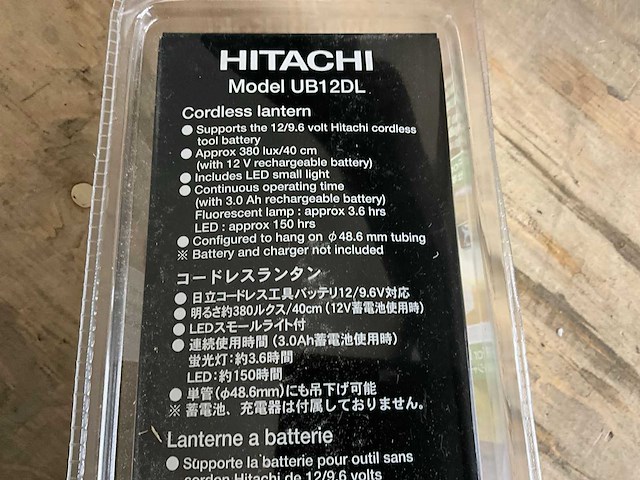 HITACHI
Model UB12DL
Cordless lantern
● Supports the 12/9.6 volt Hitachi cordless
tool battery
● Approx 380 lux/40 cm
(with 12 V rechargeable battery)
● Includes LED small light
● Continuous operating time
(with 3.0 Ah rechargeable battery)
Fluorescent lamp : approx 3.6 hrs
LED : approx 150 hrs
● Configured to hang on φ48.6 mm tubing
※ Battery and charger not included
コードレスランタン
● 日立コードレス工具バッテリ12/9.6V対応
● 明るさ約380ルクス/40cm (12V蓄電池使用時)
● LEDスモールライト付
● 連続使用時間 (3.0Ah蓄電池使用時)
蛍光灯: 約3.6時間
LED: 約150時間
● 単管(φ48.6mm)にも吊下げ可能
※ 蓄電池、充電器は付属しておりません。
Lanterne a batterie
● Supporte la batterie pour outil sans
cordon Hitachi de 12/9.6 volts